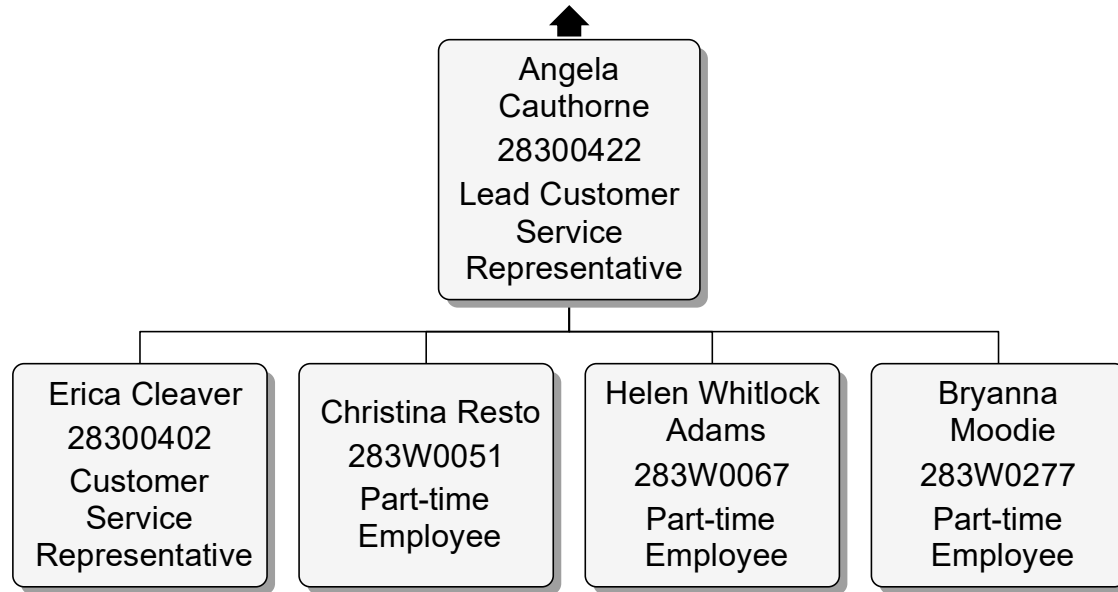 Angela
Cauthorne
28300422
Lead Customer
Service
Representative
Erica Cleaver
28300402
Customer
Service
Representative
Christina Resto
283W0051
Part-time
Employee
Helen Whitlock
Adams
283W0067
Part-time
Employee
Bryanna
Moodie
283W0277
Part-time
Employee